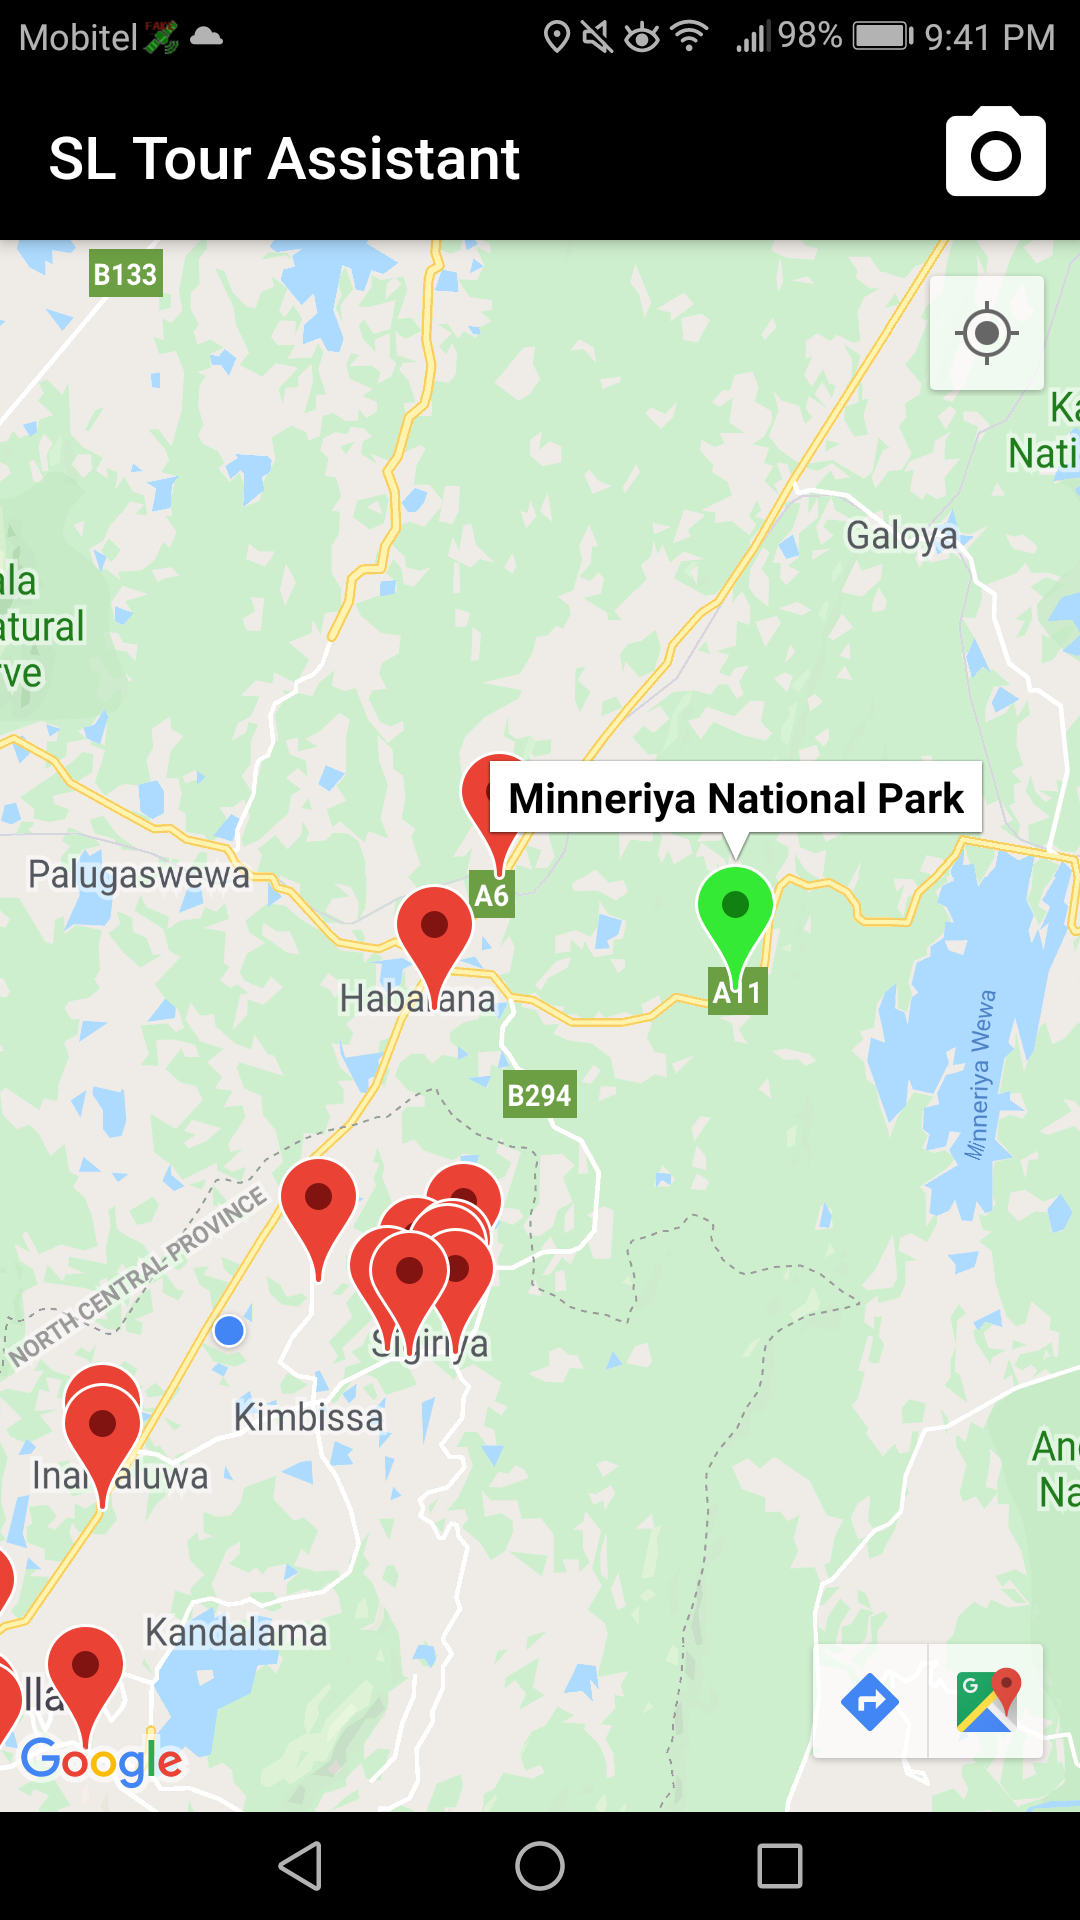 Mobitel FAKE 98% 9:41 PM
SL Tour Assistant
B133
Ka
Nati
Galoya
ala
atural
rve
Minneriya National Park
Palugaswewa
A6
A11
Habarana
Minneriya Wewa
B294
NORTH CENTRAL PROVINCE
Sigiriya
Kimbissa
Inamaluwa
An
Na
Kandalama
lla
G
Google